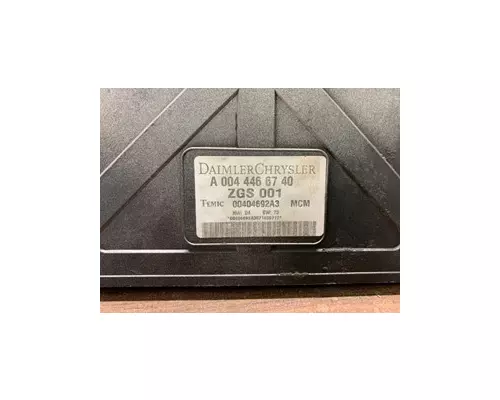 DAIMLERCHRYSLER
A 004 446 67 40
ZGS 001
TEMIC 00404692A3 MCM